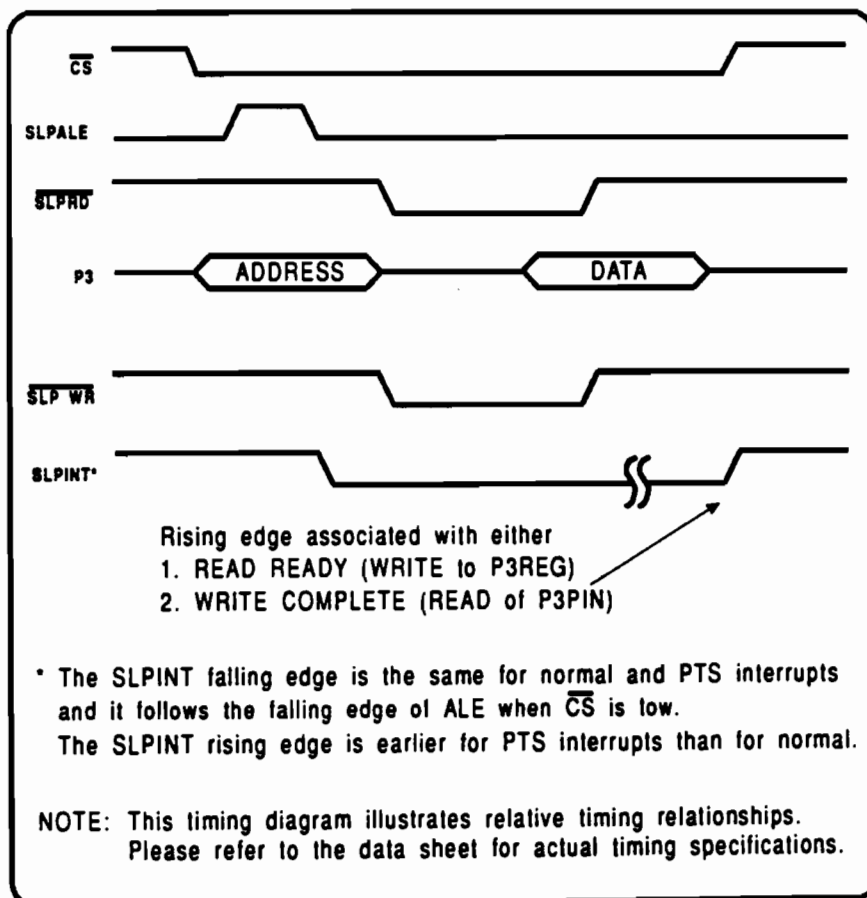 CS
SLPALE
SLPRD
P3 ADDRESS DATA
SLP WR
SLPINT*
Rising edge associated with either
1. READ READY (WRITE to P3REG)
2. WRITE COMPLETE (READ of P3PIN)
* The SLPINT falling edge is the same for normal and PTS interrupts
and it follows the falling edge of ALE when CS is tow.
The SLPINT rising edge is earlier for PTS interrupts than for normal.
NOTE: This timing diagram illustrates relative timing relationships.
Please refer to the data sheet for actual timing specifications.